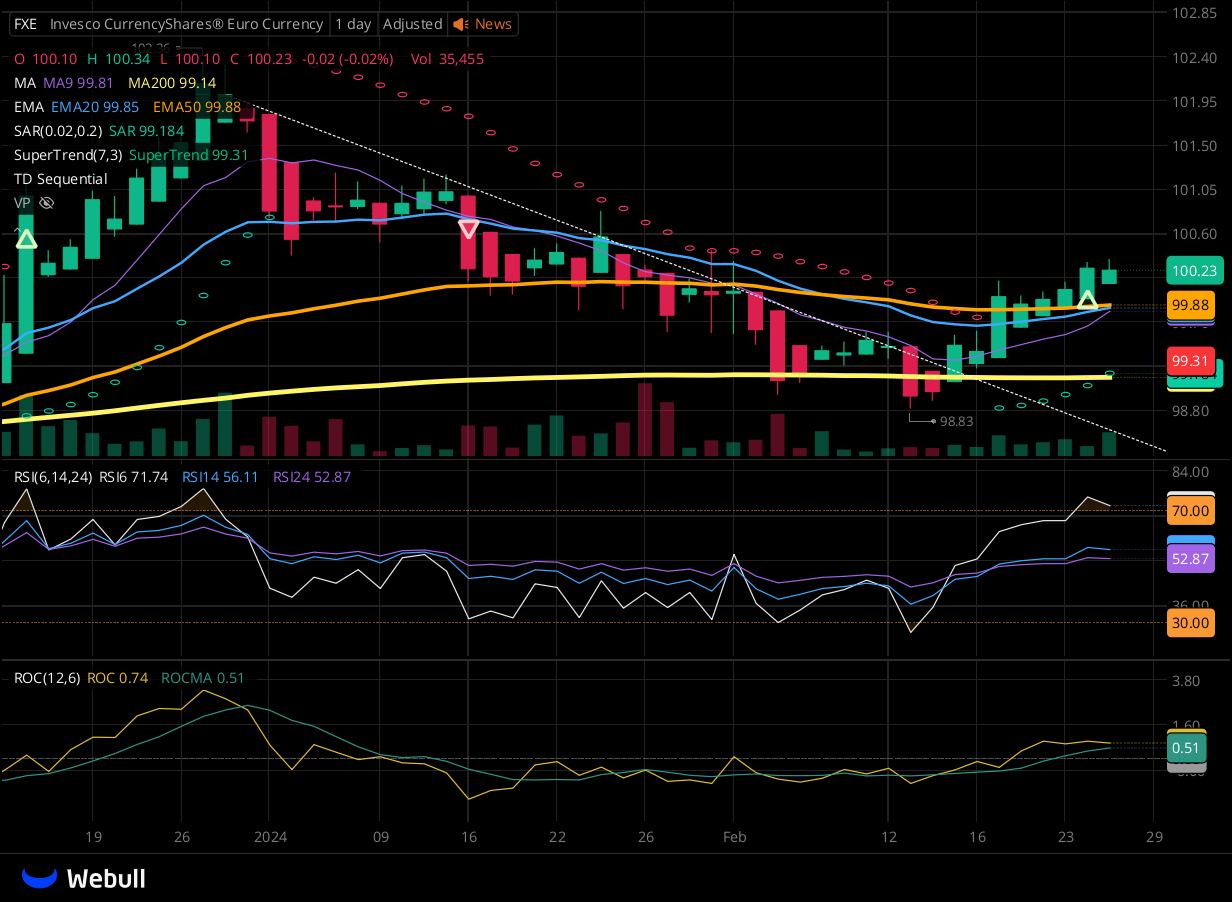 FXE Invesco CurrencyShares® Euro Currency 1 day Adjusted News
102.85
102.36
O 100.10 H 100.34 L 100.10 C 100.23 -0.02 (-0.02%) Vol 35,455
102.40
MA MA9 99.81 MA200 99.14
EMA EMA20 99.85 EMA50 99.88
101.95
SAR(0.02,0.2) SAR 99.184
101.50
SuperTrend(7,3) SuperTrend 99.31
TD Sequential
101.05
VP
100.60
100.23
99.88
99.31
98.80
98.83
RSI(6,14,24) RSI6 71.74 RSI14 56.11 RSI24 52.87
84.00
70.00
52.87
36.00
30.00
ROC(12,6) ROC 0.74 ROCMA 0.51
3.80
1.60
0.51
19 26 2024 09 16 22 26 Feb 12 16 23 29
Webull